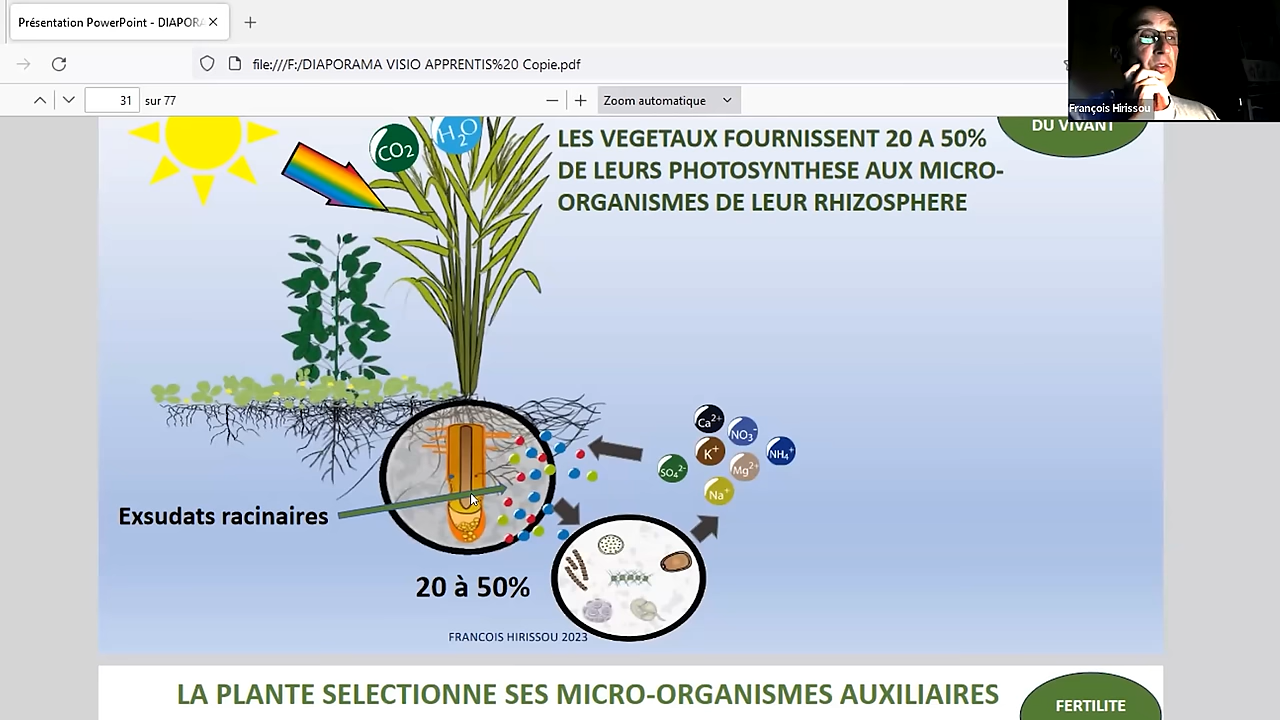 Présentation PowerPoint - DIAPORA
file:///F:/DIAPORAMA VISIO APPRENTIS%20 Copie.pdf
31 sur 77
Zoom automatique
François Hirissou
DU VIVANT
CO2
H2O
LES VEGETAUX FOURNISSENT 20 A 50%
DE LEURS PHOTOSYNTHESE AUX MICRO-
ORGANISMES DE LEUR RHIZOSPHERE
Ca2+
NO3-
K+
NH4+
SO42-
Mg2+
Na+
Exsudats racinaires
20 à 50%
FRANCOIS HIRISSOU 2023
LA PLANTE SELECTIONNE SES MICRO-ORGANISMES AUXILIAIRES
FERTILITE